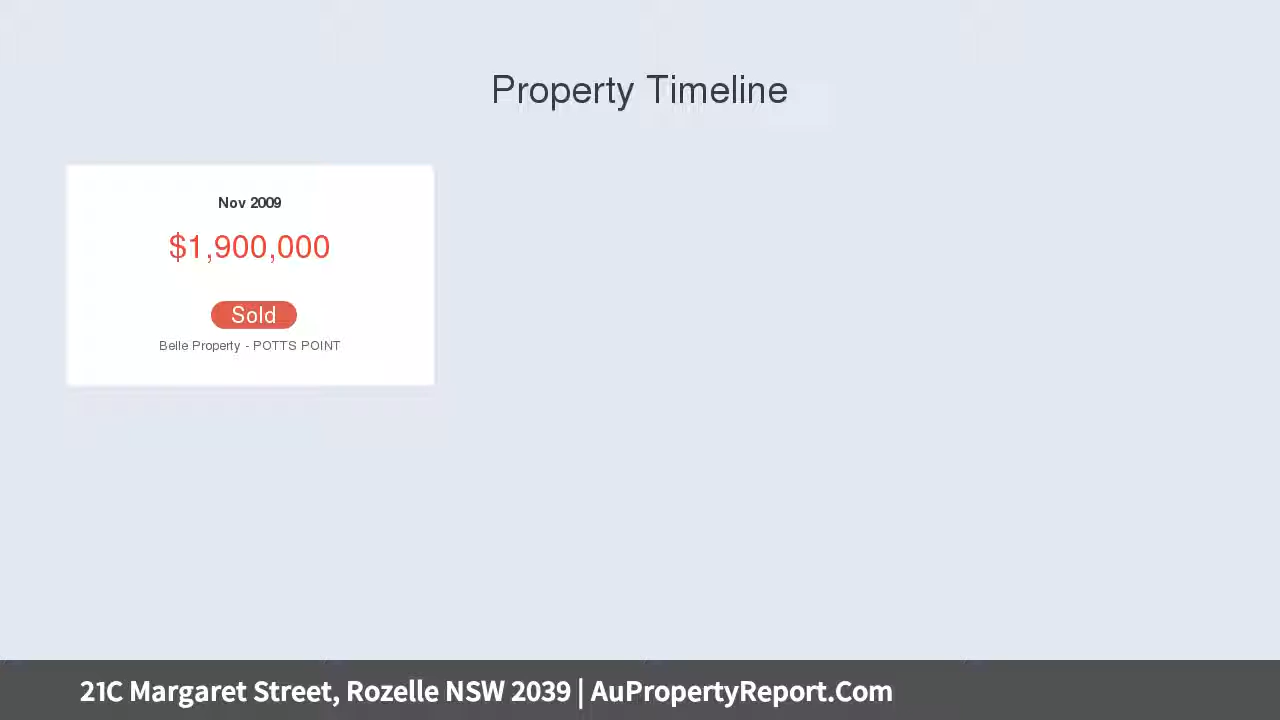 Property Timeline
Nov 2009
$1,900,000
Sold
Belle Property - POTTS POINT
21C Margaret Street, Rozelle NSW 2039 | AuPropertyReport.Com